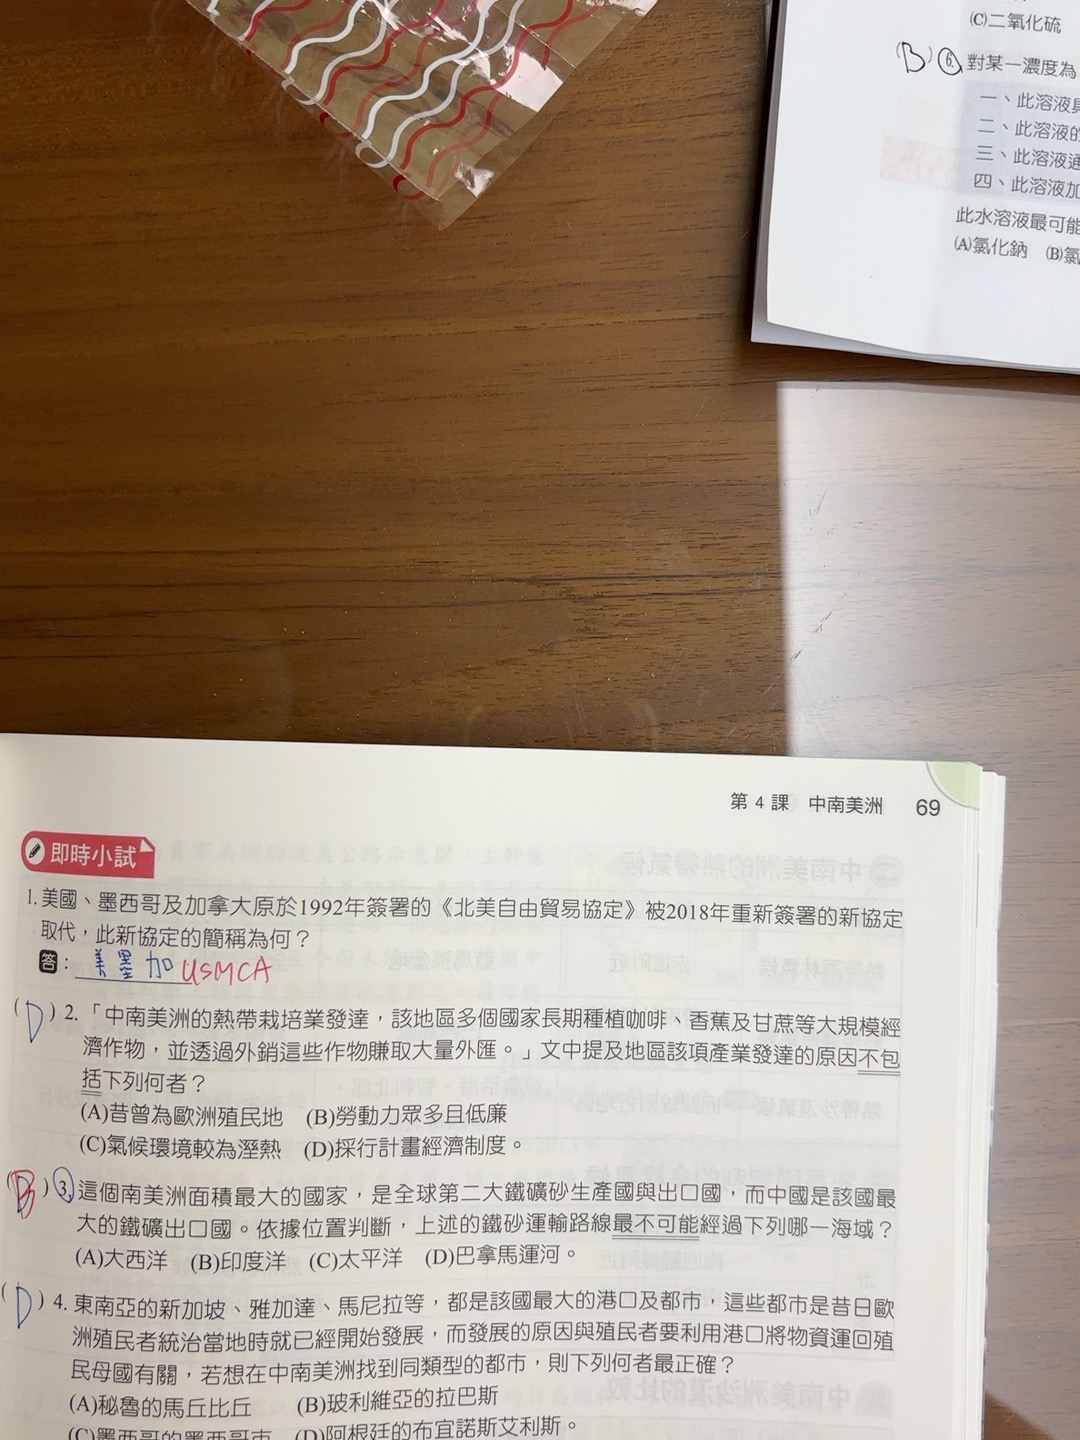 (C)二氧化硫
(B) 6. 對某一濃度為
一、此溶液
二、此溶液的
三、此溶液通
四、此溶液加
此水溶液最可能
(A)氯化鈉 (B)氯
第 4 課 中南美洲 69
即時小試
1. 美國、墨西哥及加拿大原於1992年簽署的《北美自由貿易協定》被2018年重新簽署的新協定
取代，此新協定的簡稱為何？
答：美墨加 USMCA
(D) 2.「中南美洲的熱帶栽培業發達，該地區多個國家長期種植咖啡、香蕉及甘蔗等大規模經
濟作物，並透過外銷這些作物賺取大量外匯。」文中提及地區該項產業發達的原因不包
括下列何者？
(A)昔曾為歐洲殖民地 (B)勞動力眾多且低廉
(C)氣候環境較為溼熱 (D)採行計畫經濟制度。
(B) 3. 這個南美洲面積最大的國家，是全球第二大鐵礦砂生產國與出口國，而中國是該國最
大的鐵礦出口國。依據位置判斷，上述的鐵砂運輸路線最不可能經過下列哪一海域？
(A)大西洋 (B)印度洋 (C)太平洋 (D)巴拿馬運河。
(D) 4. 東南亞的新加坡、雅加達、馬尼拉等，都是該國最大的港口及都市，這些都市是昔日歐
洲殖民者統治當地時就已經開始發展，而發展的原因與殖民者要利用港口將物資運回殖
民母國有關，若想在中南美洲找到同類型的都市，則下列何者最正確？
(A)秘魯的馬丘比丘 (B)玻利維亞的拉巴斯
(C)墨西哥的墨西哥市 (D)阿根廷的布宜諾斯艾利斯。